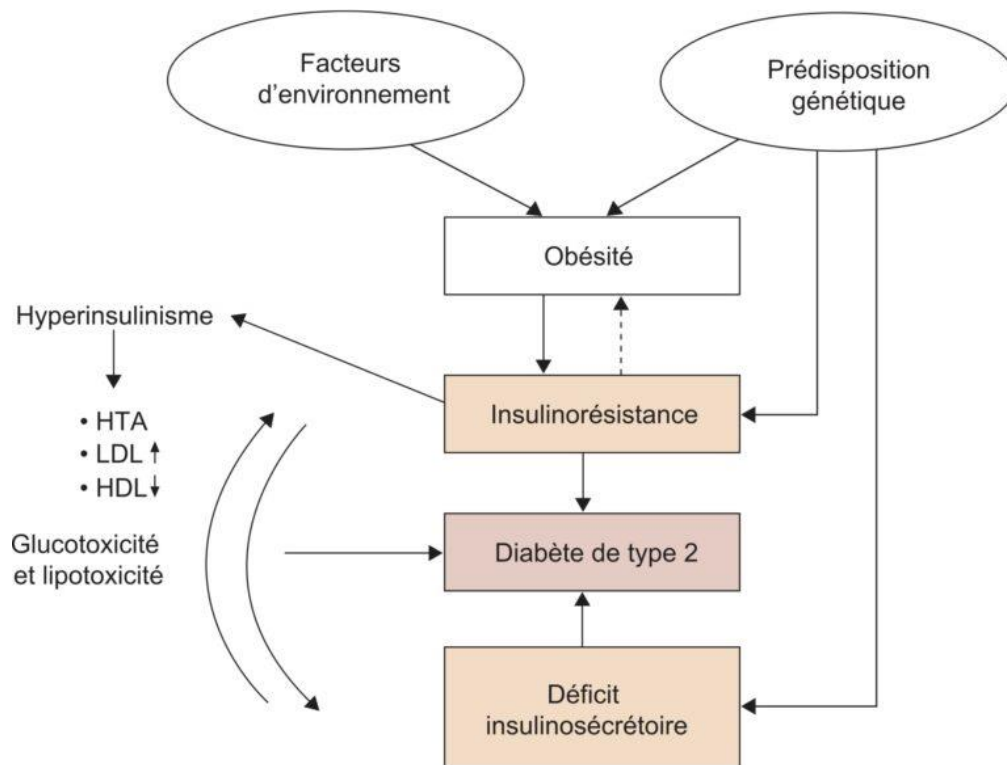 Facteurs
d’environnement
Prédisposition
génétique
Obésité
Hyperinsulinisme
Insulinorésistance
• HTA
• LDL ↑
• HDL ↓
Glucotoxicité
et lipotoxicité
Diabète de type 2
Déficit
insulinosécrétoire